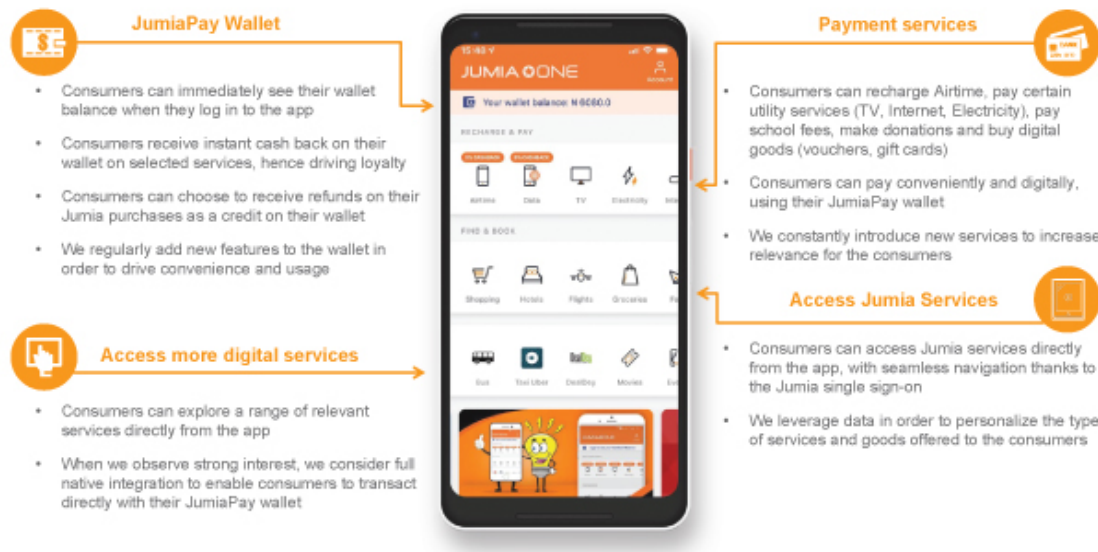 JumiaPay Wallet
• Consumers can immediately see their wallet
balance when they log in to the app
• Consumers receive instant cash back on their
wallet on selected services, hence driving loyalty
• Consumers can choose to receive refunds on their
Jumia purchases as a credit on their wallet
• We regularly add new features to the wallet in
order to drive convenience and usage
Access more digital services
• Consumers can explore a range of relevant
services directly from the app
• When we observe strong interest, we consider full
native integration to enable consumers to transact
directly with their JumiaPay wallet
JUMIA ONE
Account
Your wallet balance: N 6080.0
RECHARGE & PAY
Airtime Data TV Electricity
FIND & BOOK
Shopping Hotels Flights Groceries
Bus Taxi Uber DealDey Movies
Payment services
• Consumers can recharge Airtime, pay certain
utility services (TV, Internet, Electricity), pay
school fees, make donations and buy digital
goods (vouchers, gift cards)
• Consumers can pay conveniently and digitally,
using their JumiaPay wallet
• We constantly introduce new services to increase
relevance for the consumers
Access Jumia Services
• Consumers can access Jumia services directly
from the app, with seamless navigation thanks to
the Jumia single sign-on
• We leverage data in order to personalize the type
of services and goods offered to the consumers